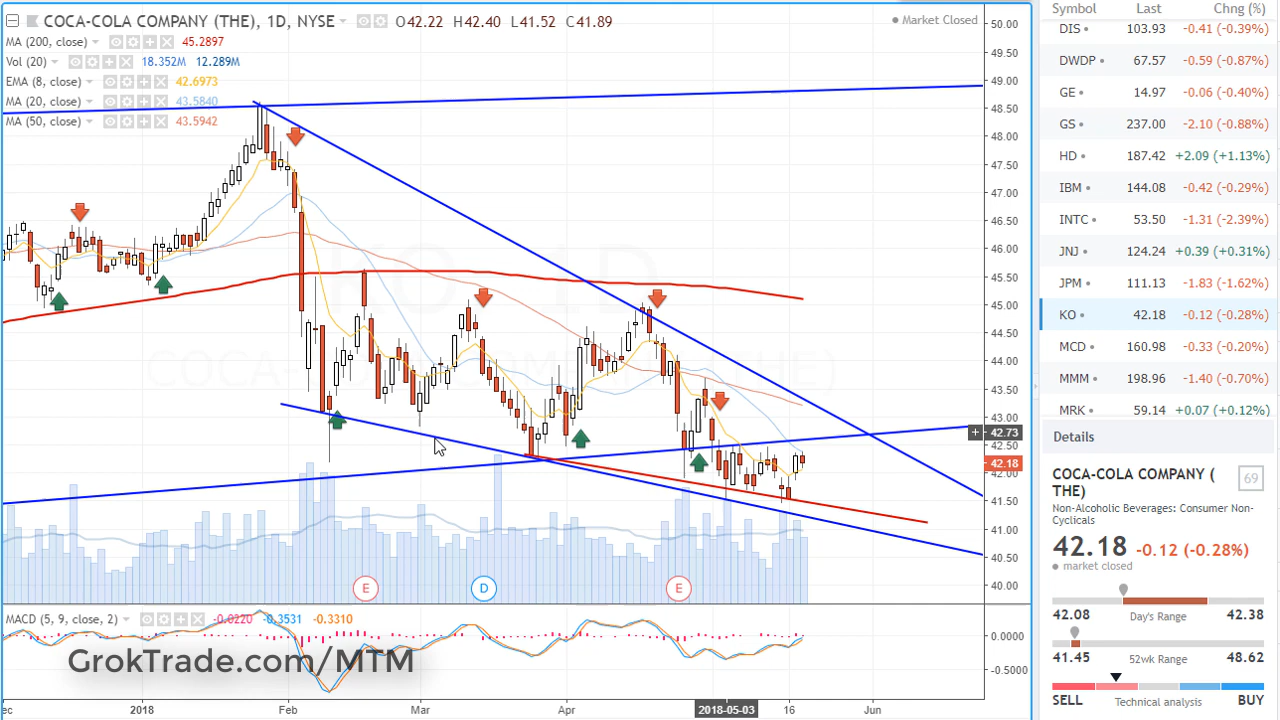 COCA-COLA COMPANY (THE), 1D, NYSE O42.22 H42.40 L41.52 C41.89
Market Closed
MA (200, close) 45.2897
Vol (20) 18.352M 12.289M
EMA (8, close) 42.6973
MA (20, close) 43.5840
MA (50, close) 43.5942
50.00
49.50
49.00
48.50
48.00
47.50
47.00
46.50
46.00
45.50
45.00
44.50
44.00
43.50
43.00
42.73
42.50
42.18
42.00
41.50
41.00
40.50
40.00
KO, 1D
COCA-COLA COMPANY (THE)
E
D
E
MACD (5, 9, close, 2) -0.0220 -0.3531 -0.3310
0.0000
-0.5000
GrokTrade.com/MTM
ec 2018 Feb Mar Apr 2018-05-03 16 Jun
Symbol Last Chng (%)
DIS 103.93 -0.41 (-0.39%)
DWDP 67.57 -0.59 (-0.87%)
GE 14.97 -0.06 (-0.40%)
GS 237.00 -2.10 (-0.88%)
HD 187.42 +2.09 (+1.13%)
IBM 144.08 -0.42 (-0.29%)
INTC 53.50 -1.31 (-2.39%)
JNJ 124.24 +0.39 (+0.31%)
JPM 111.13 -1.83 (-1.62%)
KO 42.18 -0.12 (-0.28%)
MCD 160.98 -0.33 (-0.20%)
MMM 198.96 -1.40 (-0.70%)
MRK 59.14 +0.07 (+0.12%)
Details
COCA-COLA COMPANY (
THE)
69
Non-Alcoholic Beverages: Consumer Non-
Cyclicals
42.18 -0.12 (-0.28%)
market closed
42.08 Day's Range 42.38
41.45 52wk Range 48.62
SELL Technical analysis BUY